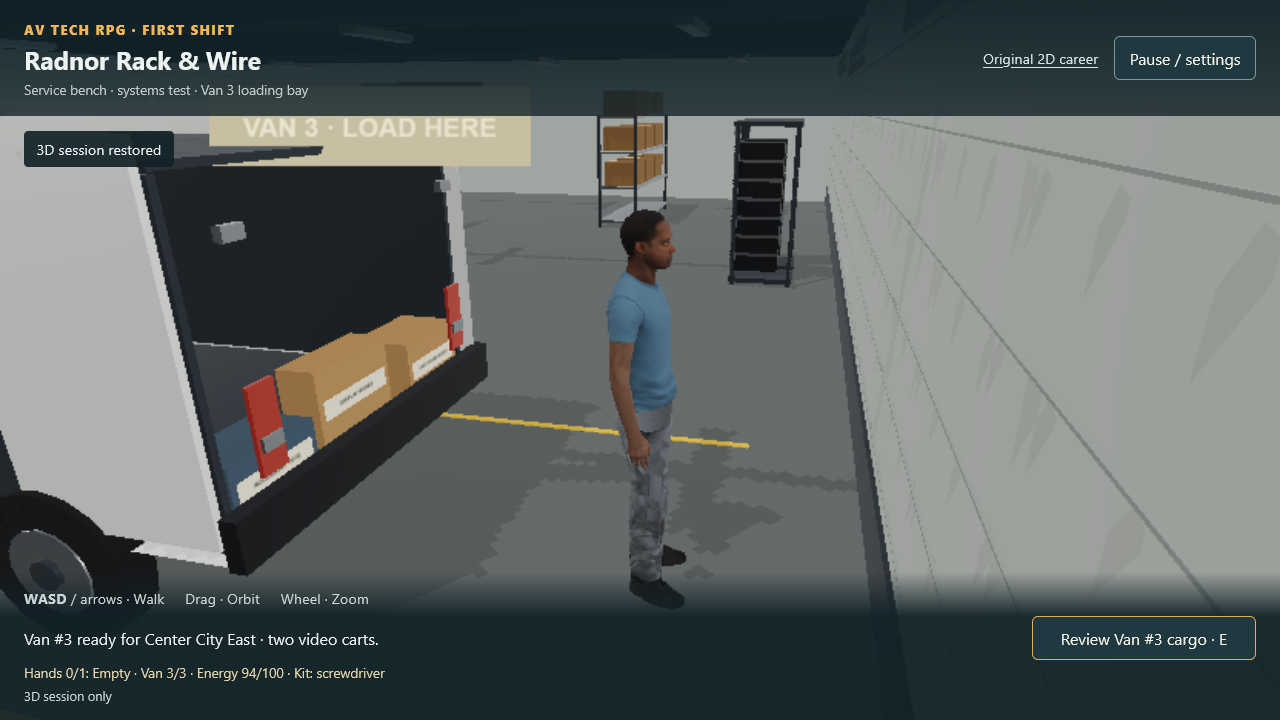 AV TECH RPG · FIRST SHIFT
Radnor Rack & Wire
Service bench · systems test · Van 3 loading bay
Original 2D career
Pause / settings
VAN 3 · LOAD HERE
3D session restored
WASD / arrows · Walk Drag · Orbit Wheel · Zoom
Van #3 ready for Center City East · two video carts.
Review Van #3 cargo · E
Hands 0/1: Empty · Van 3/3 · Energy 94/100 · Kit: screwdriver
3D session only